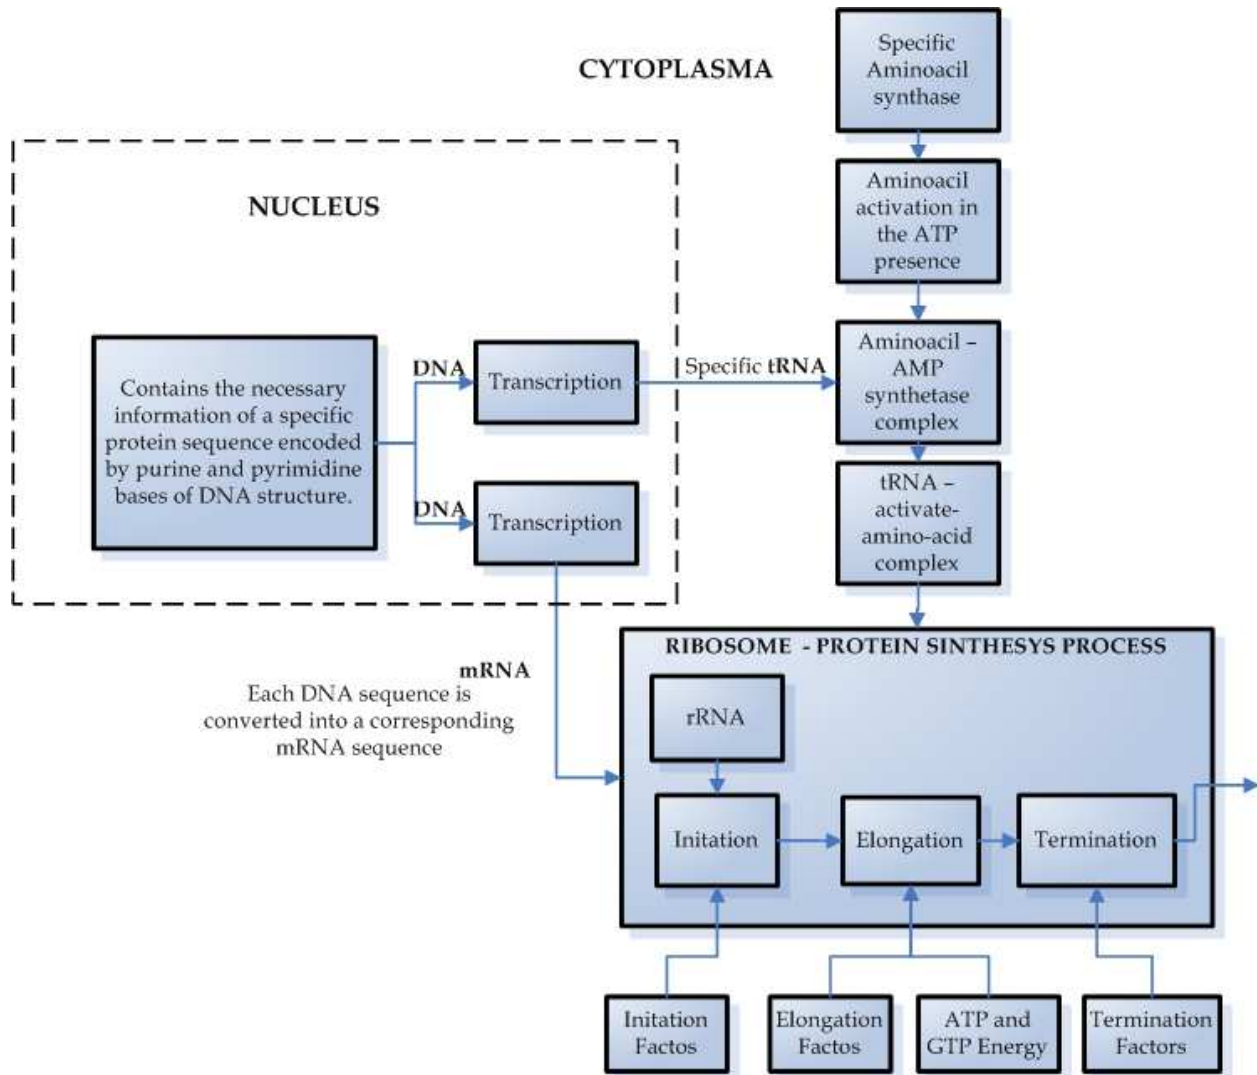 CYTOPLASMA
Specific
Aminoacil
synthase
Aminoacil
activation in
the ATP
presence
NUCLEUS
Contains the necessary
information of a specific
protein sequence encoded
by purine and pyrimidine
bases of DNA structure.
DNA
Transcription
DNA
Transcription
Specific tRNA
Aminoacil –
AMP
synthetase
complex
tRNA –
activate-
amino-acid
complex
mRNA
Each DNA sequence is
converted into a corresponding
mRNA sequence
RIBOSOME - PROTEIN SINTHESYS PROCESS
rRNA
Initation
Elongation
Termination
Initation
Factos
Elongation
Factos
ATP and
GTP Energy
Termination
Factors